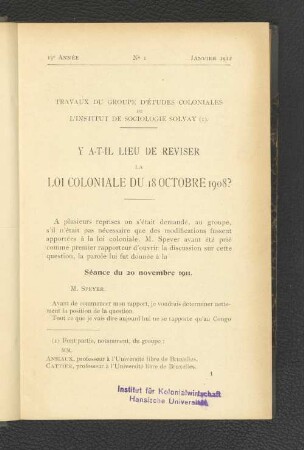 15e ANNÉE No 1 JANVIER 1912
TRAVAUX DU GROUPE D'ÉTUDES COLONIALES
DE
L'INSTITUT DE SOCIOLOGIE SOLVAY (1).
Y A-T-IL LIEU DE REVISER
LA
LOI COLONIALE DU 18 OCTOBRE 1908?
A plusieurs reprises on s'était demandé, au groupe,
s'il n'était pas nécessaire que des modifications fussent
apportées à la loi coloniale. M. Speyer ayant été prié
comme premier rapporteur d'ouvrir la discussion sur cette
question, la parole lui fut donnée à la
Séance du 20 novembre 1911.
M. SPEYER.
Avant de commencer mon rapport, je voudrais déterminer nette-
ment la position de la question.
Tout ce que je vais dire aujourd'hui ne se rapporte qu'au Congo
(1) Font partie, notamment, du groupe :
MM.
ANSIAUX, professeur à l'Université libre de Bruxelles.
CATTIER, professeur à l'Université libre de Bruxelles.
1
Institut für Kolonialwirtschaft
Hansische Universität